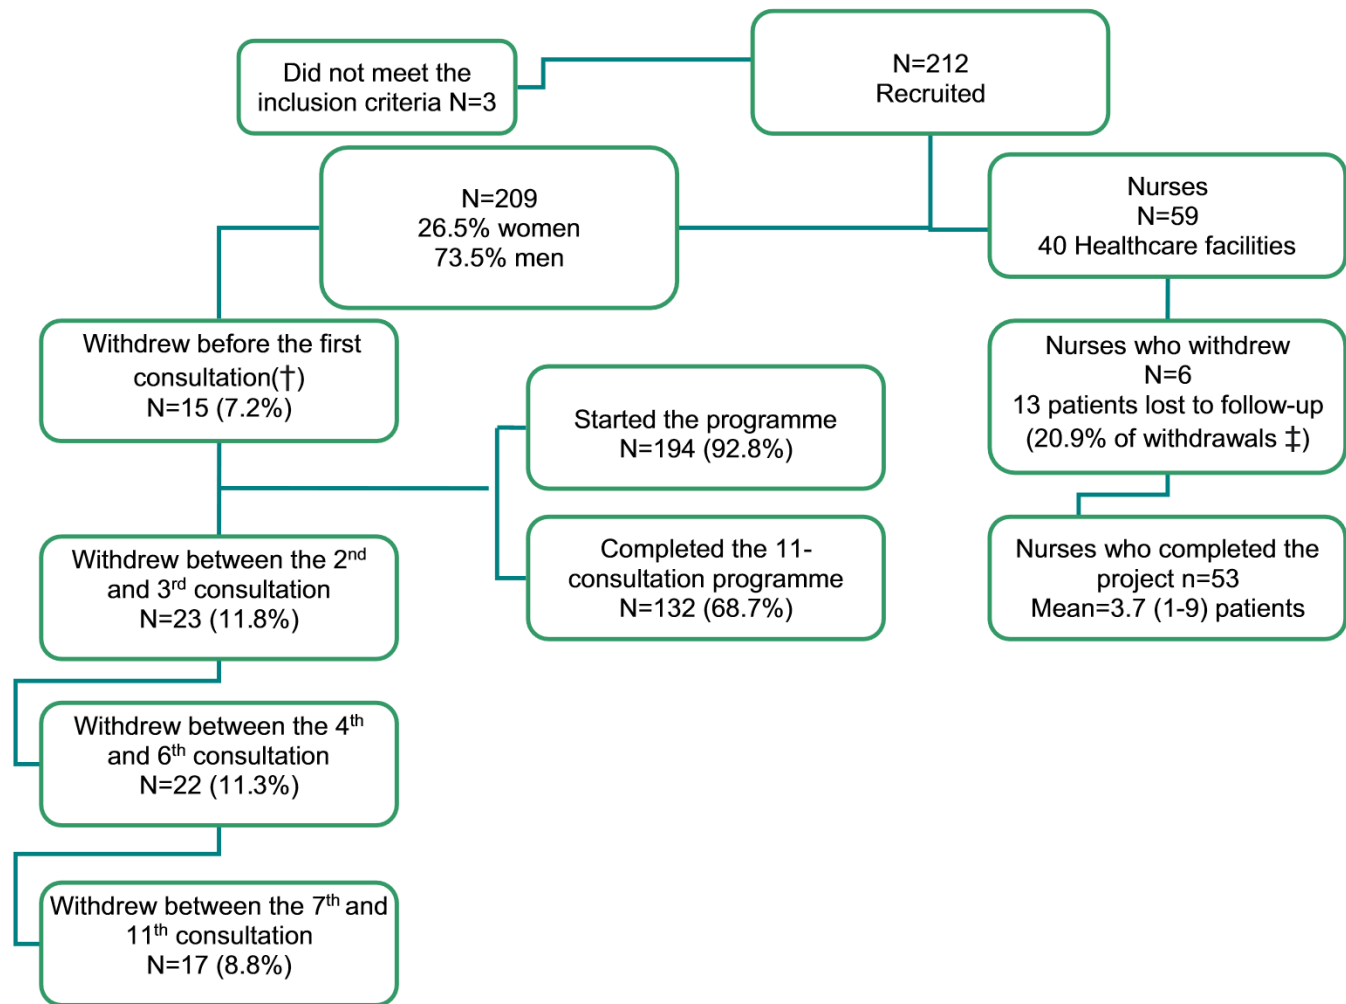 Did not meet the
inclusion criteria N=3
N=212
Recruited
N=209
26.5% women
73.5% men
Nurses
N=59
40 Healthcare facilities
Withdrew before the first
consultation(†)
N=15 (7.2%)
Started the programme
N=194 (92.8%)
Nurses who withdrew
N=6
13 patients lost to follow-up
(20.9% of withdrawals ‡)
Withdrew between the 2nd
and 3rd consultation
N=23 (11.8%)
Completed the 11-
consultation programme
N=132 (68.7%)
Nurses who completed the
project n=53
Mean=3.7 (1-9) patients
Withdrew between the 4th
and 6th consultation
N=22 (11.3%)
Withdrew between the 7th and
11th consultation
N=17 (8.8%)